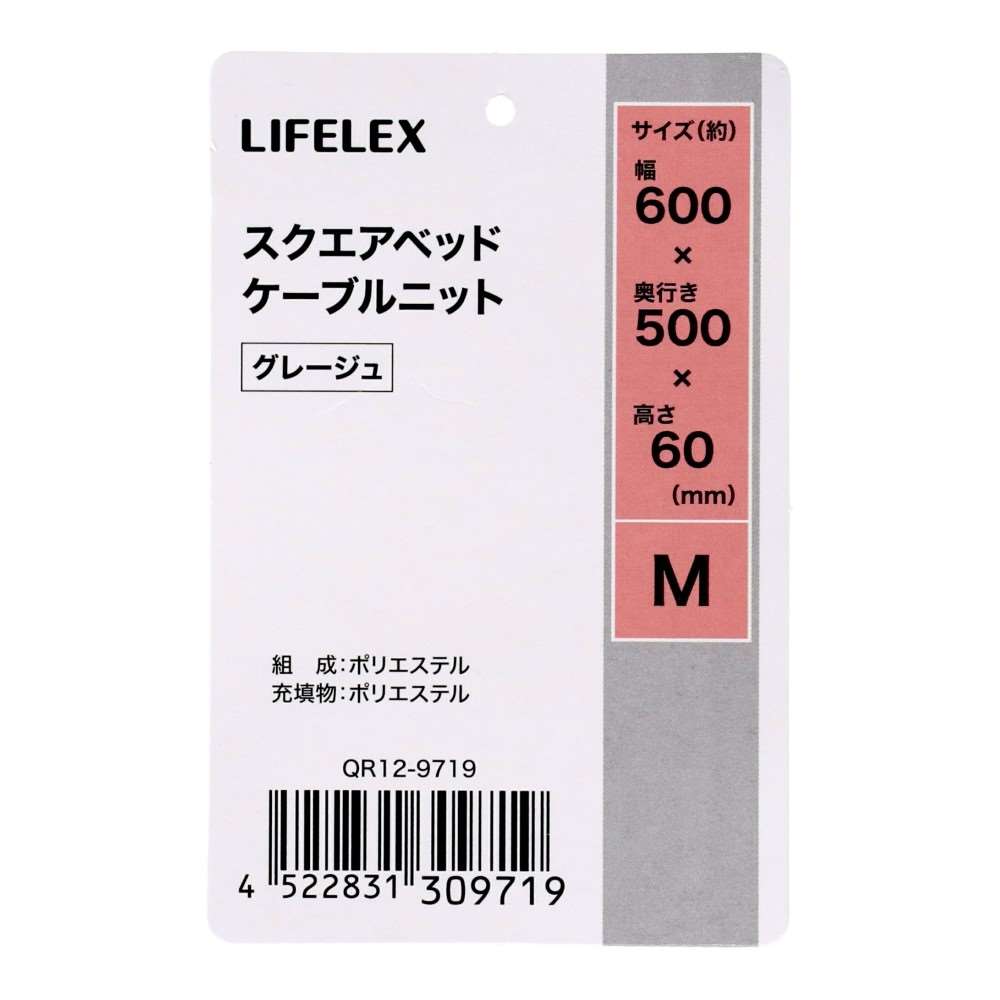 LIFELEX
スクエアベッド
ケーブルニット
グレージュ
組　成：ポリエステル
充填物：ポリエステル
QR12-9719
4 522831 309719
サイズ（約）
幅
600
×
奥行き
500
×
高さ
60
（mm）
M